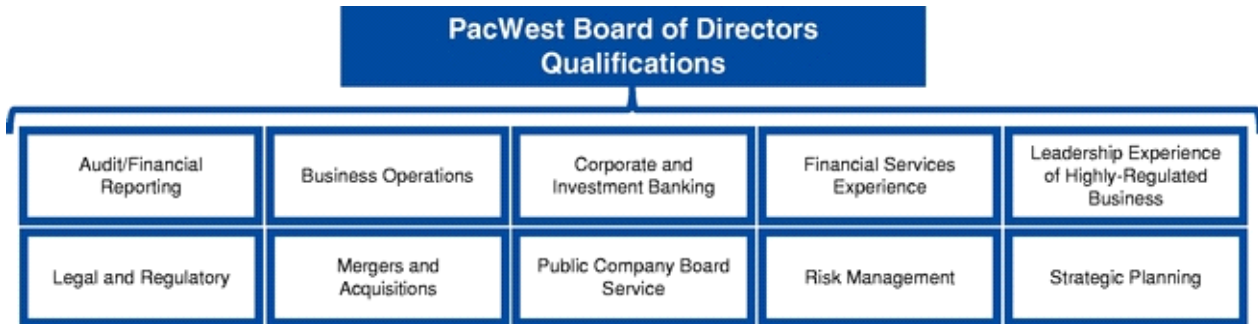 PacWest Board of Directors
Qualifications
Audit/Financial
Reporting
Business Operations
Corporate and
Investment Banking
Financial Services
Experience
Leadership Experience
of Highly-Regulated
Business
Legal and Regulatory
Mergers and
Acquisitions
Public Company Board
Service
Risk Management
Strategic Planning